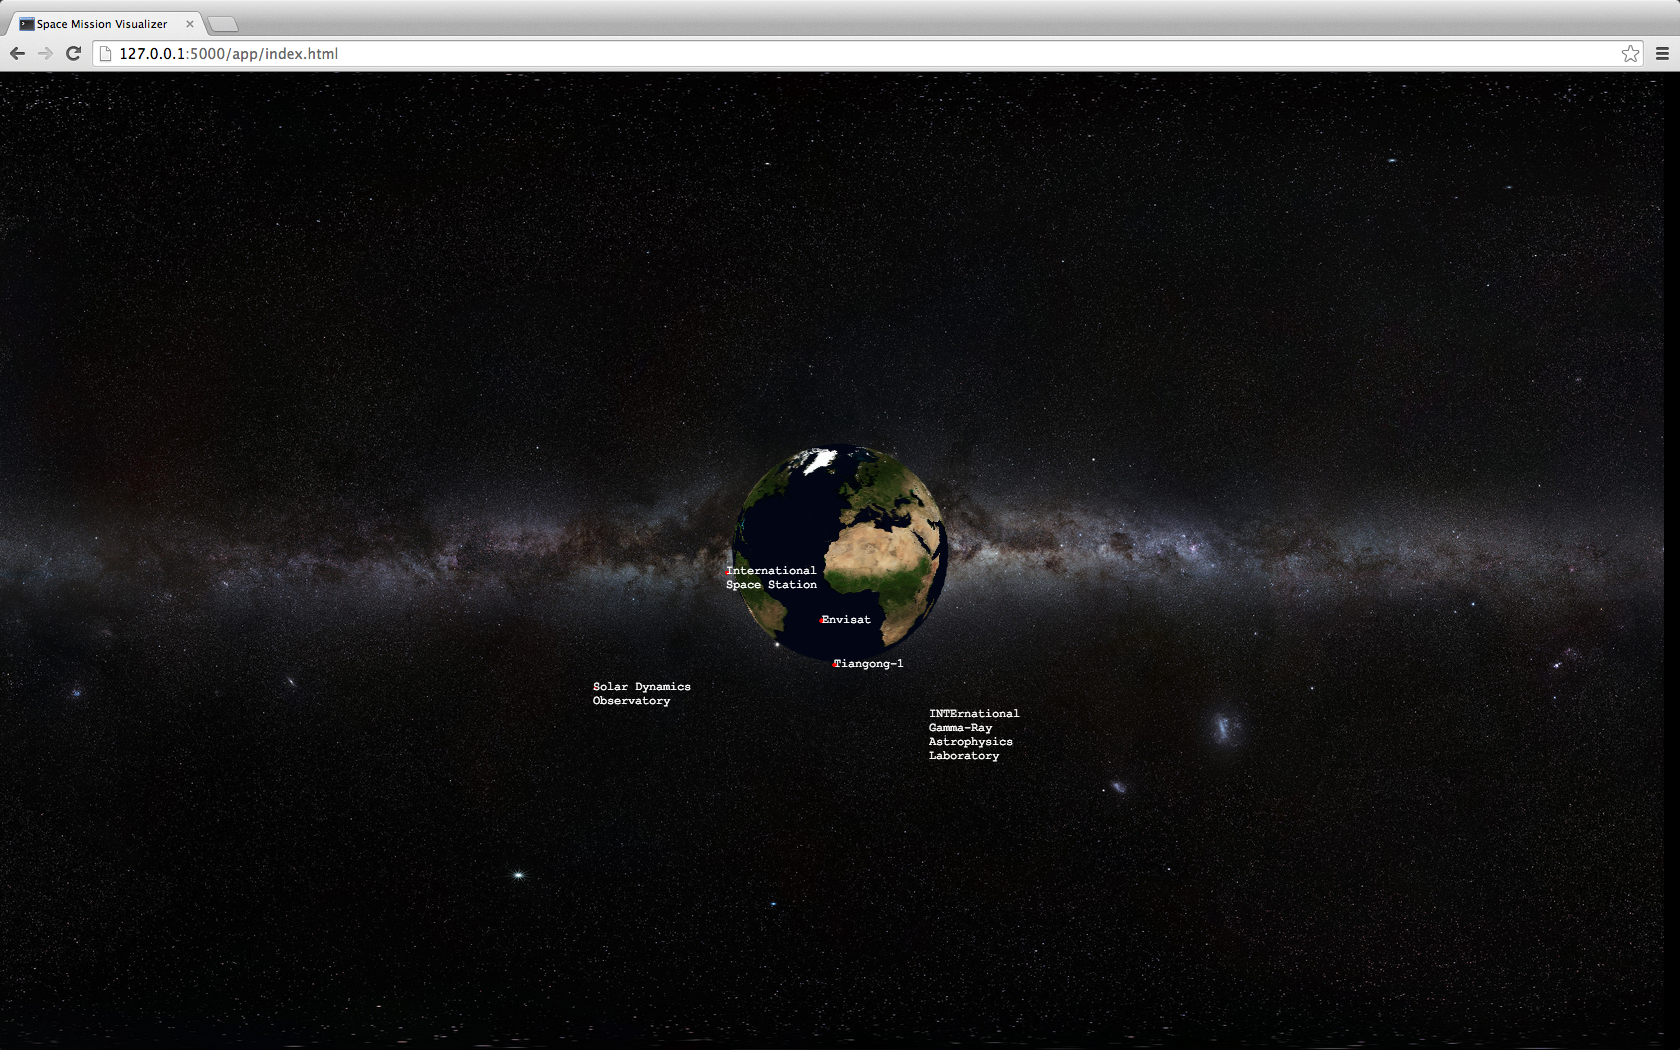 Space Mission Visualizer
127.0.0.1:5000/app/index.html
International
Space Station
Envisat
Tiangong-1
Solar Dynamics
Observatory
INTErnational
Gamma-Ray
Astrophysics
Laboratory